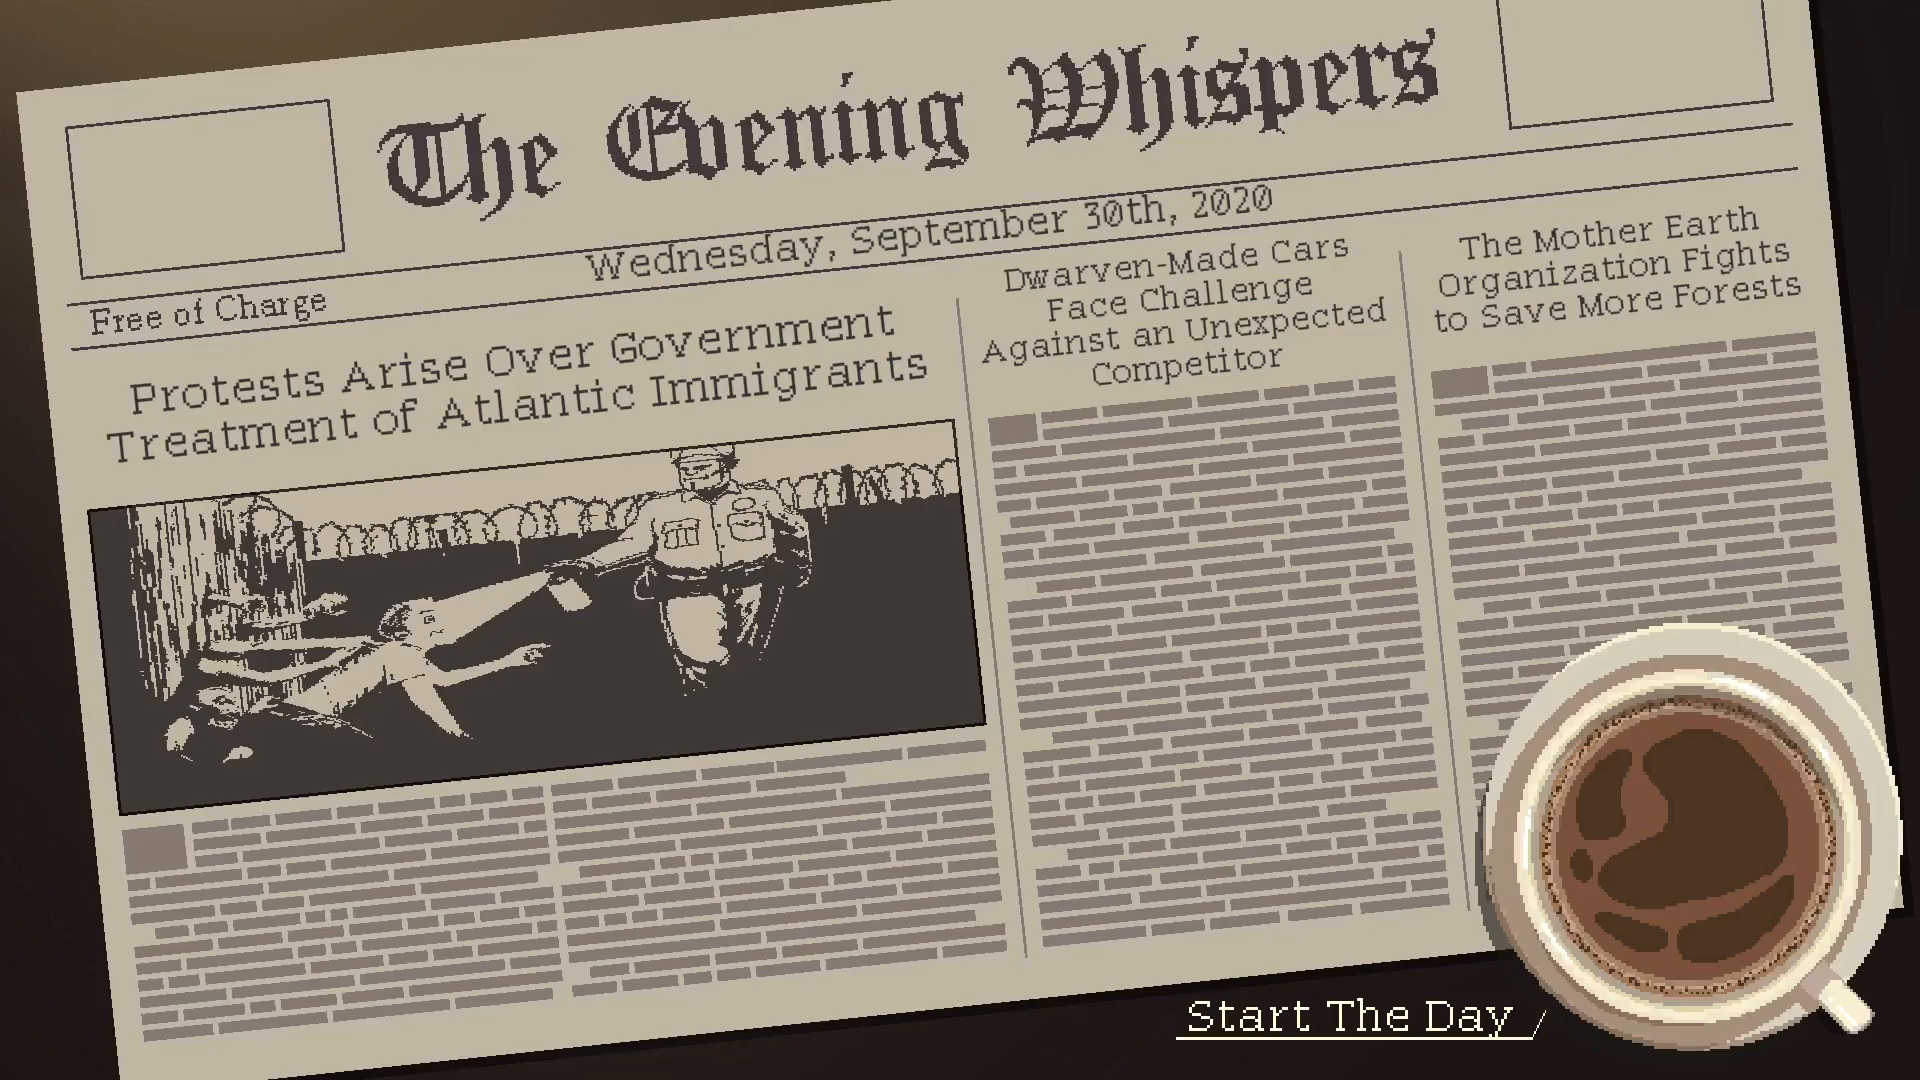 The Evening Whispers
Wednesday, September 30th, 2020
Free of Charge
Protests Arise Over Government
Treatment of Atlantic Immigrants
Dwarven-Made Cars
Face Challenge
Against an Unexpected
Competitor
The Mother Earth
Organization Fights
to Save More Forests
Start The Day